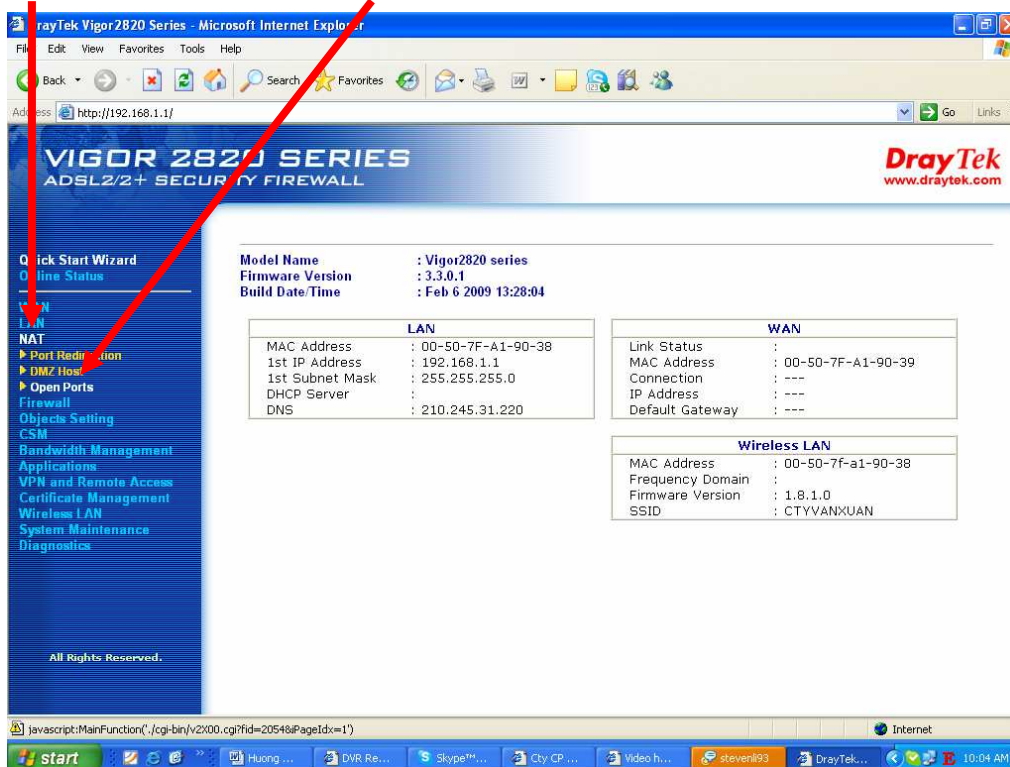 rayTek Vigor2820 Series - Microsoft Internet Explorer
File Edit View Favorites Tools Help
Back Search Favorites
Address http://192.168.1.1/ Go Links
VIGOR 2820 SERIES
ADSL2/2+ SECURITY FIREWALL
DrayTek
www.draytek.com
Quick Start Wizard
Online Status
WAN
LAN
NAT
Port Redirection
DMZ Host
Open Ports
Firewall
Objects Setting
CSM
Bandwidth Management
Applications
VPN and Remote Access
Certificate Management
Wireless LAN
System Maintenance
Diagnostics
All Rights Reserved.
Model Name : Vigor2820 series
Firmware Version : 3.3.0.1
Build Date/Time : Feb 6 2009 13:28:04
LAN
MAC Address : 00-50-7F-A1-90-38
1st IP Address : 192.168.1.1
1st Subnet Mask : 255.255.255.0
DHCP Server :
DNS : 210.245.31.220
WAN
Link Status :
MAC Address : 00-50-7F-A1-90-39
Connection : ---
IP Address : ---
Default Gateway : ---
Wireless LAN
MAC Address : 00-50-7f-a1-90-38
Frequency Domain :
Firmware Version : 1.8.1.0
SSID : CTYVANXUAN
javascript:MainFunction('./cgi-bin/v2X00.cgi?fid=2054&iPageIdx=1') Internet
start Huong ... DVR Re... Skype™... Cty CP ... Video h... stevenli93 DrayTek... 10:04 AM